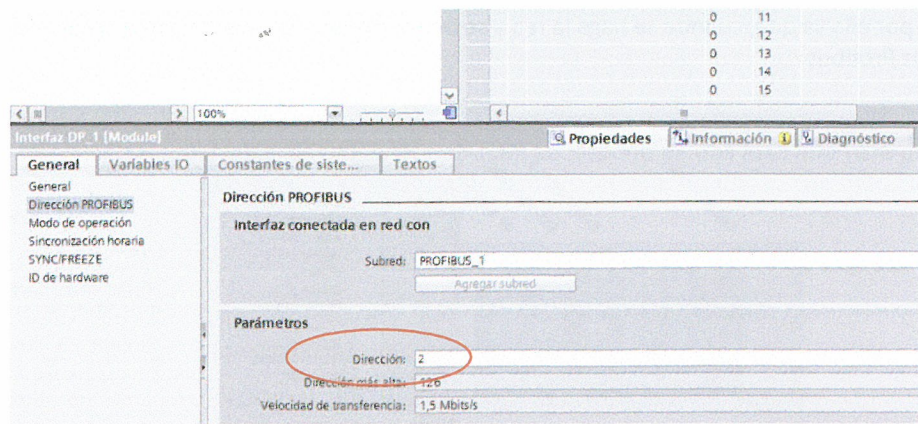 0 11
0 12
0 13
0 14
0 15
100%
Interfaz DP_1 [Module]
Propiedades Información Diagnóstico
General Variables IO Constantes de siste... Textos
General
Dirección PROFIBUS
Modo de operación
Sincronización horaria
SYNC/FREEZE
ID de hardware
Dirección PROFIBUS
Interfaz conectada en red con
Subred: PROFIBUS_1
Agregar subred
Parámetros
Dirección: 2
Dirección más alta: 126
Velocidad de transferencia: 1,5 Mbits/s